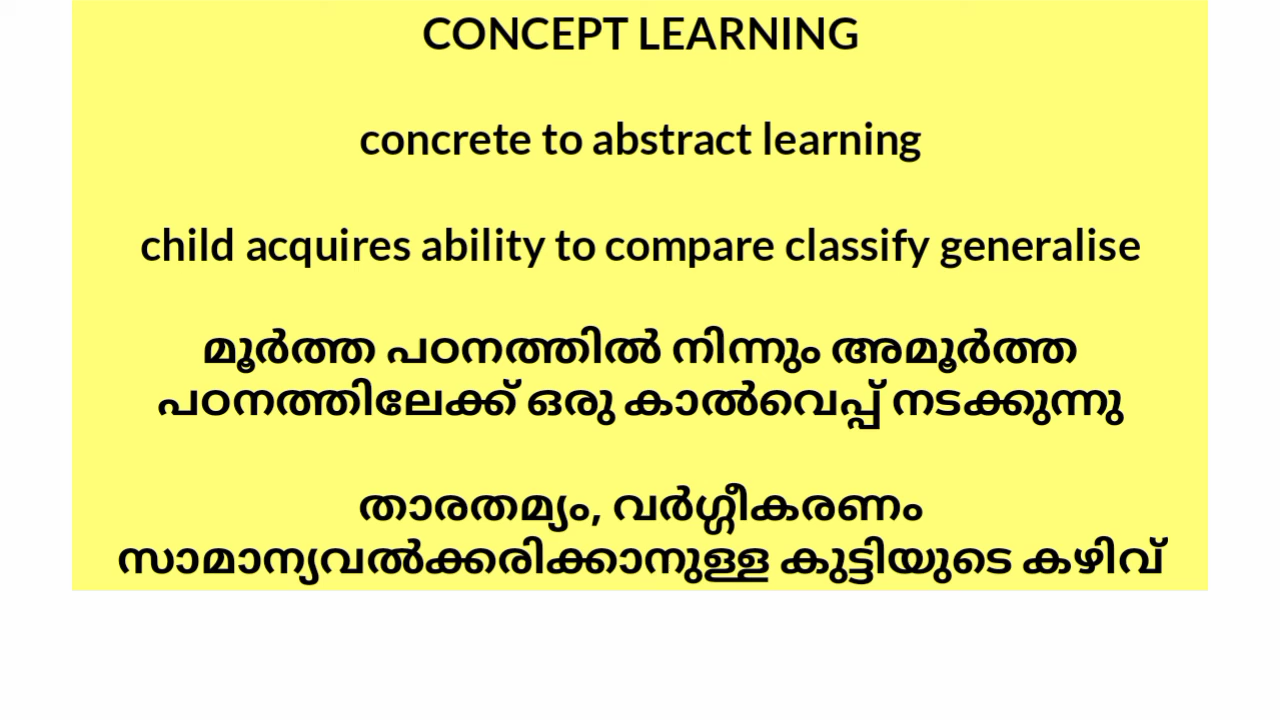 CONCEPT LEARNING
concrete to abstract learning
child acquires ability to compare classify generalise
മൂർത്ത പഠനത്തിൽ നിന്നും അമൂർത്ത
പഠനത്തിലേക്ക് ഒരു കാൽവെപ്പ് നടക്കുന്നു
താരതമ്യം, വർഗ്ഗീകരണം
സാമാന്യവൽക്കരിക്കാനുള്ള കുട്ടിയുടെ കഴിവ്